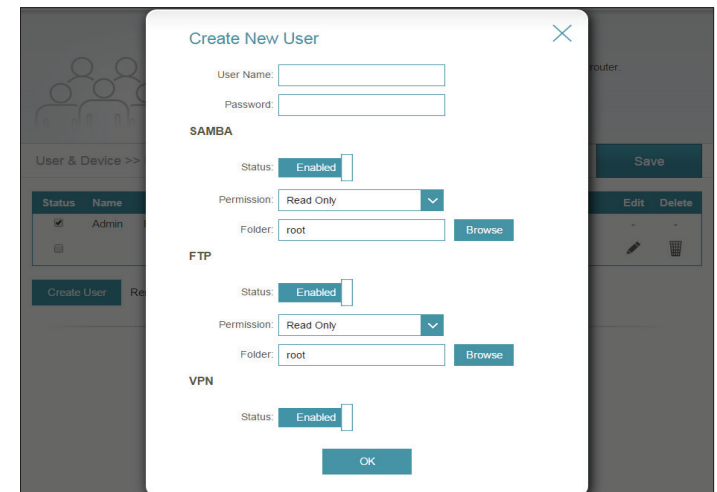 Create New User
router.
User Name:
Password:
SAMBA
User & Device >>
Save
Status: Enabled
Status Name
Edit Delete
Permission: Read Only
Admin
- -
Folder: root Browse
FTP
Create User
Status: Enabled
Permission: Read Only
Folder: root Browse
VPN
Status: Enabled
OK